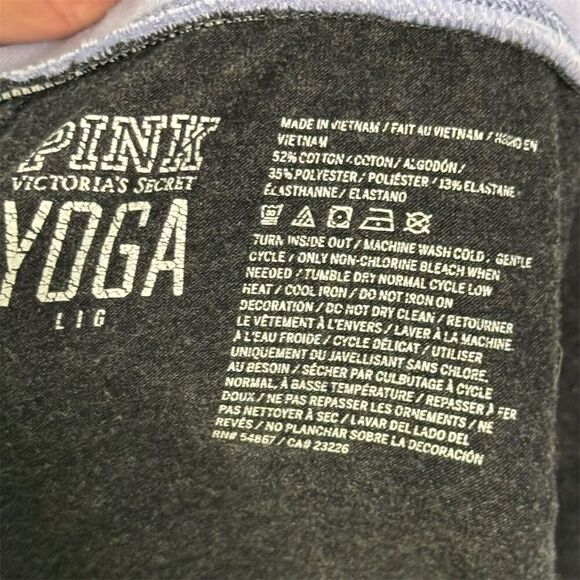 PINK
VICTORIA'S SECRET
YOGA
L I G
MADE IN VIETNAM / FAIT AU VIETNAM / HECHO EN
VIETNAM
52% COTTON / COTON / ALGODÓN /
35% POLYESTER / POLIÉSTER / 13% ELASTANE /
ÉLASTHANNE / ELASTANO
TURN INSIDE OUT / MACHINE WASH COLD, GENTLE
CYCLE / ONLY NON-CHLORINE BLEACH WHEN
NEEDED / TUMBLE DRY NORMAL CYCLE LOW
HEAT / COOL IRON / DO NOT IRON ON
DECORATION / DO NOT DRY CLEAN / RETOURNER
LE VÊTEMENT À L'ENVERS / LAVER À LA MACHINE
À L'EAU FROIDE / CYCLE DÉLICAT / UTILISER
UNIQUEMENT DU JAVELLISANT SANS CHLORE,
AU BESOIN / SÉCHER PAR CULBUTAGE À CYCLE
NORMAL, À BASSE TEMPÉRATURE / REPASSER À FER
DOUX / NE PAS REPASSER LES ORNEMENTS / NE
PAS NETTOYER À SEC / LAVAR DEL LADO DEL
REVÉS / NO PLANCHAR SOBRE LA DECORACIÓN
RN# 54867 / CA# 23226